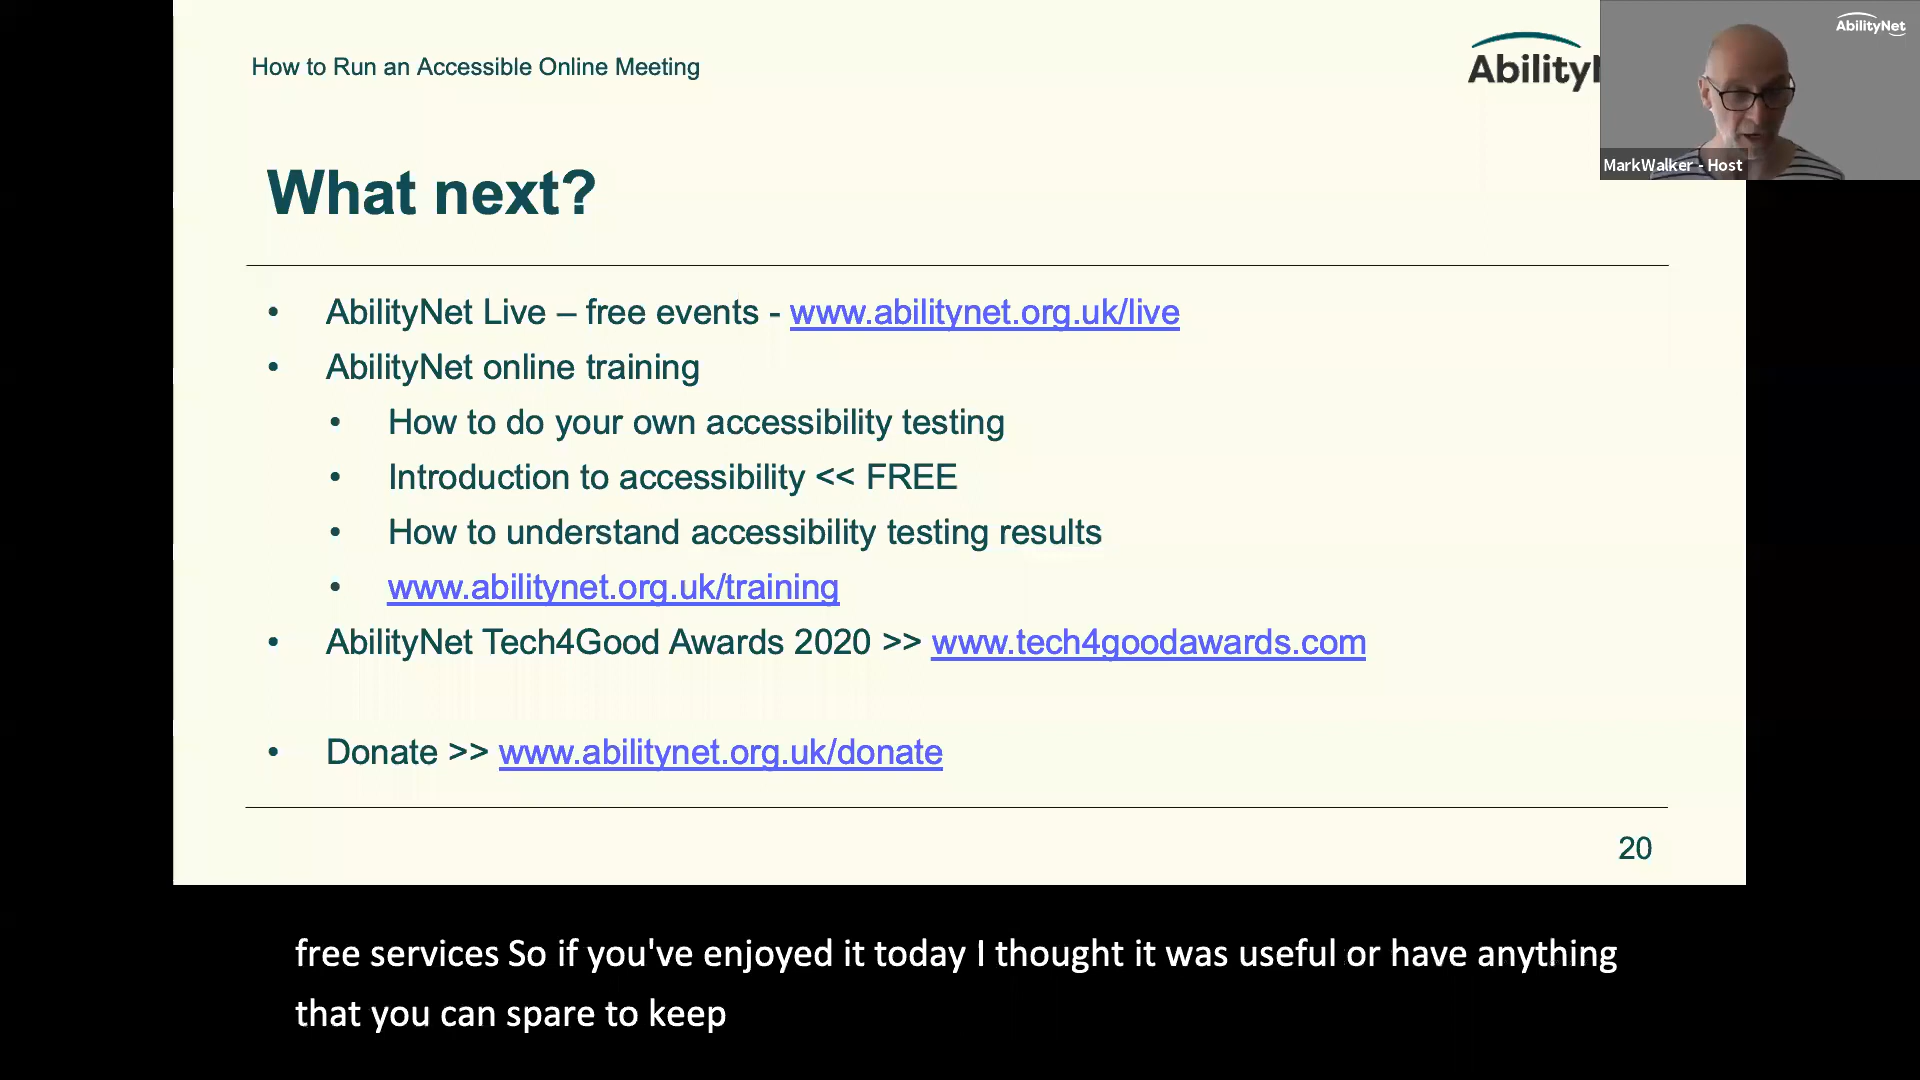 How to Run an Accessible Online Meeting
AbilityN
AbilityNet
MarkWalker - Host
What next?
• AbilityNet Live – free events - www.abilitynet.org.uk/live
• AbilityNet online training
• How to do your own accessibility testing
• Introduction to accessibility << FREE
• How to understand accessibility testing results
• www.abilitynet.org.uk/training
• AbilityNet Tech4Good Awards 2020 >> www.tech4goodawards.com
• Donate >> www.abilitynet.org.uk/donate
20
free services So if you've enjoyed it today I thought it was useful or have anything
that you can spare to keep